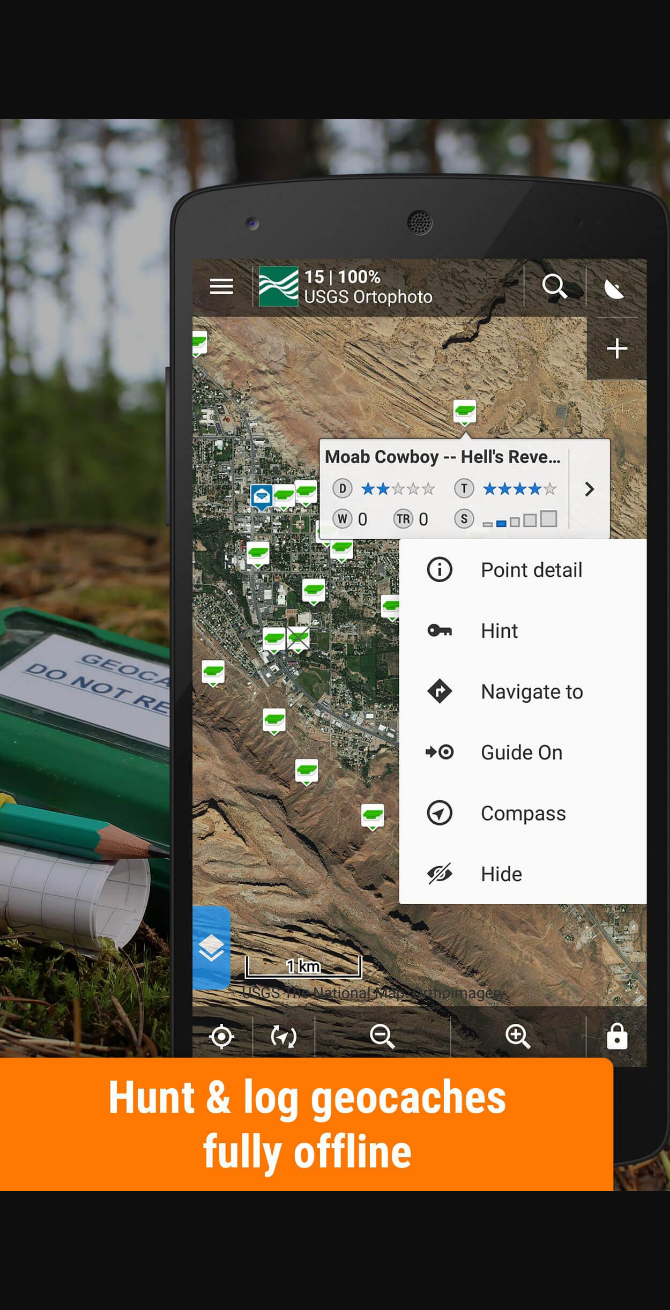 15 | 100%
USGS Ortophoto
Moab Cowboy -- Hell's Reve...
D
T
W 0
TR 0
S
Point detail
Hint
Navigate to
Guide On
Compass
Hide
GEOCA
DO NOT RE
1 km
USGS The National Map: Orthoimagery
Hunt & log geocaches
fully offline